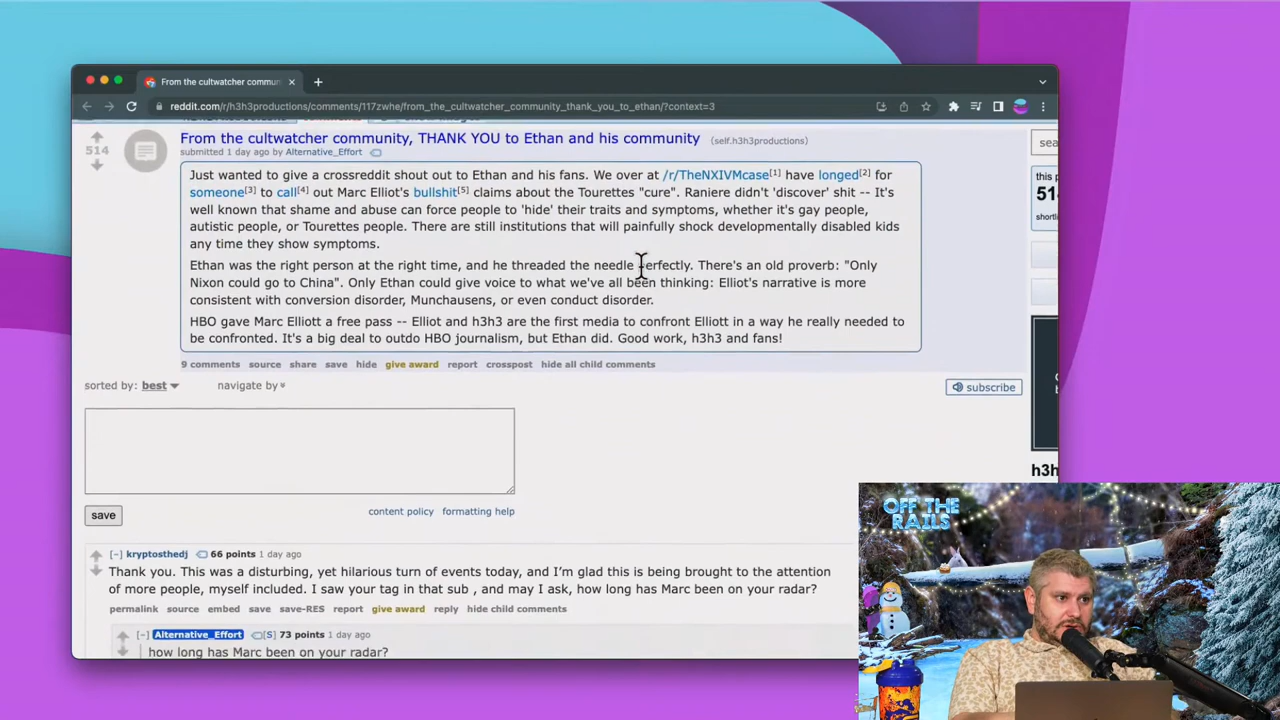 From the cultwatcher commun
reddit.com/r/h3h3productions/comments/117zwhe/from_the_cultwatcher_community_thank_you_to_ethan/?context=3
514
From the cultwatcher community, THANK YOU to Ethan and his community (self.h3h3productions)
submitted 1 day ago by Alternative_Effort
Just wanted to give a crossreddit shout out to Ethan and his fans. We over at /r/TheNXIVMcase[1] have longed[2] for
someone[3] to call[4] out Marc Elliot's bullshit[5] claims about the Tourettes "cure". Raniere didn't 'discover' shit -- It's
well known that shame and abuse can force people to 'hide' their traits and symptoms, whether it's gay people,
autistic people, or Tourettes people. There are still institutions that will painfully shock developmentally disabled kids
any time they show symptoms.
Ethan was the right person at the right time, and he threaded the needle perfectly. There's an old proverb: "Only
Nixon could go to China". Only Ethan could give voice to what we've all been thinking: Elliot's narrative is more
consistent with conversion disorder, Munchausens, or even conduct disorder.
HBO gave Marc Elliott a free pass -- Elliot and h3h3 are the first media to confront Elliott in a way he really needed to
be confronted. It's a big deal to outdo HBO journalism, but Ethan did. Good work, h3h3 and fans!
9 comments source share save hide give award report crosspost hide all child comments
sorted by: best navigate by
subscribe
save
content policy formatting help
[-] kryptosthedj 66 points 1 day ago
Thank you. This was a disturbing, yet hilarious turn of events today, and I'm glad this is being brought to the attention
of more people, myself included. I saw your tag in that sub , and may I ask, how long has Marc been on your radar?
permalink source embed save save-RES report give award reply hide child comments
[-] Alternative_Effort [S] 73 points 1 day ago
how long has Marc been on your radar?
sea
this p
51
shortli
h3h
OFF THE
RAILS